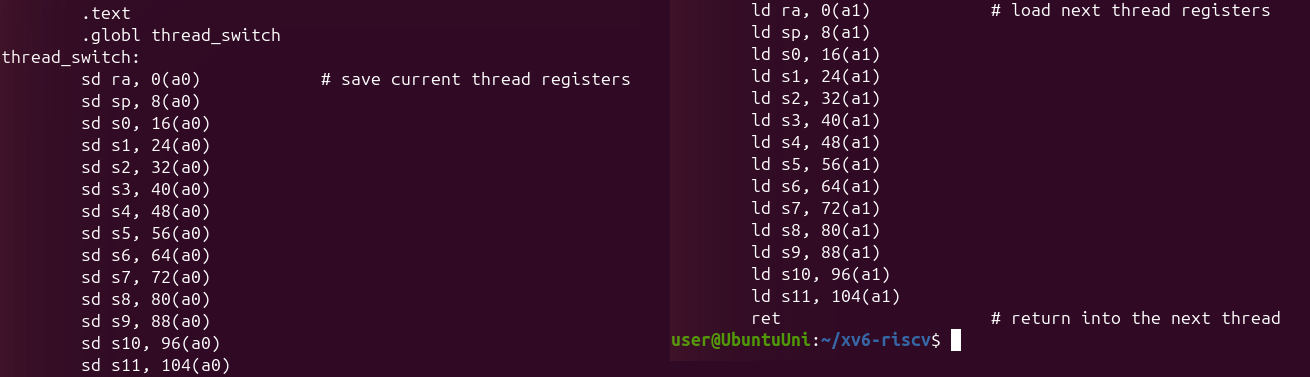 .text
.globl thread_switch
thread_switch:
sd ra, 0(a0) # save current thread registers
sd sp, 8(a0)
sd s0, 16(a0)
sd s1, 24(a0)
sd s2, 32(a0)
sd s3, 40(a0)
sd s4, 48(a0)
sd s5, 56(a0)
sd s6, 64(a0)
sd s7, 72(a0)
sd s8, 80(a0)
sd s9, 88(a0)
sd s10, 96(a0)
sd s11, 104(a0)
ld ra, 0(a1) # load next thread registers
ld sp, 8(a1)
ld s0, 16(a1)
ld s1, 24(a1)
ld s2, 32(a1)
ld s3, 40(a1)
ld s4, 48(a1)
ld s5, 56(a1)
ld s6, 64(a1)
ld s7, 72(a1)
ld s8, 80(a1)
ld s9, 88(a1)
ld s10, 96(a1)
ld s11, 104(a1)
ret # return into the next thread
user@UbuntuUni:~/xv6-riscv$